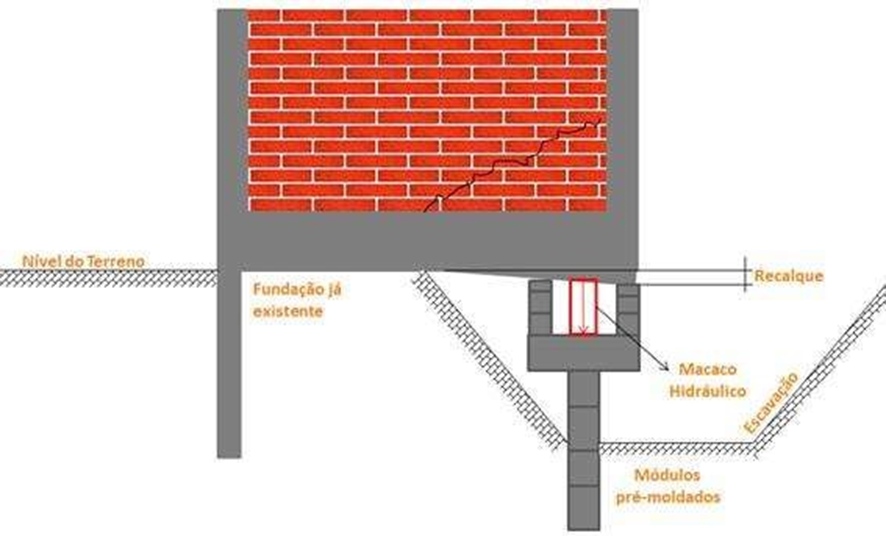 Nível do Terreno
Fundação já
existente
Recalque
Macaco
Hidráulico
Escavação
Módulos
pré-moldados